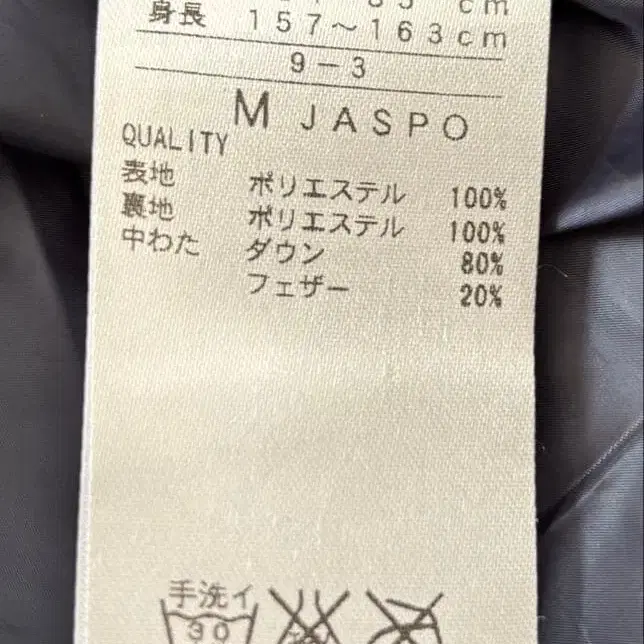 cm
身長 157～163cm
9-3
M JASPO
QUALITY
表地 ポリエステル 100%
裏地 ポリエステル 100%
中わた ダウン 80%
フェザー 20%
手洗イ
30